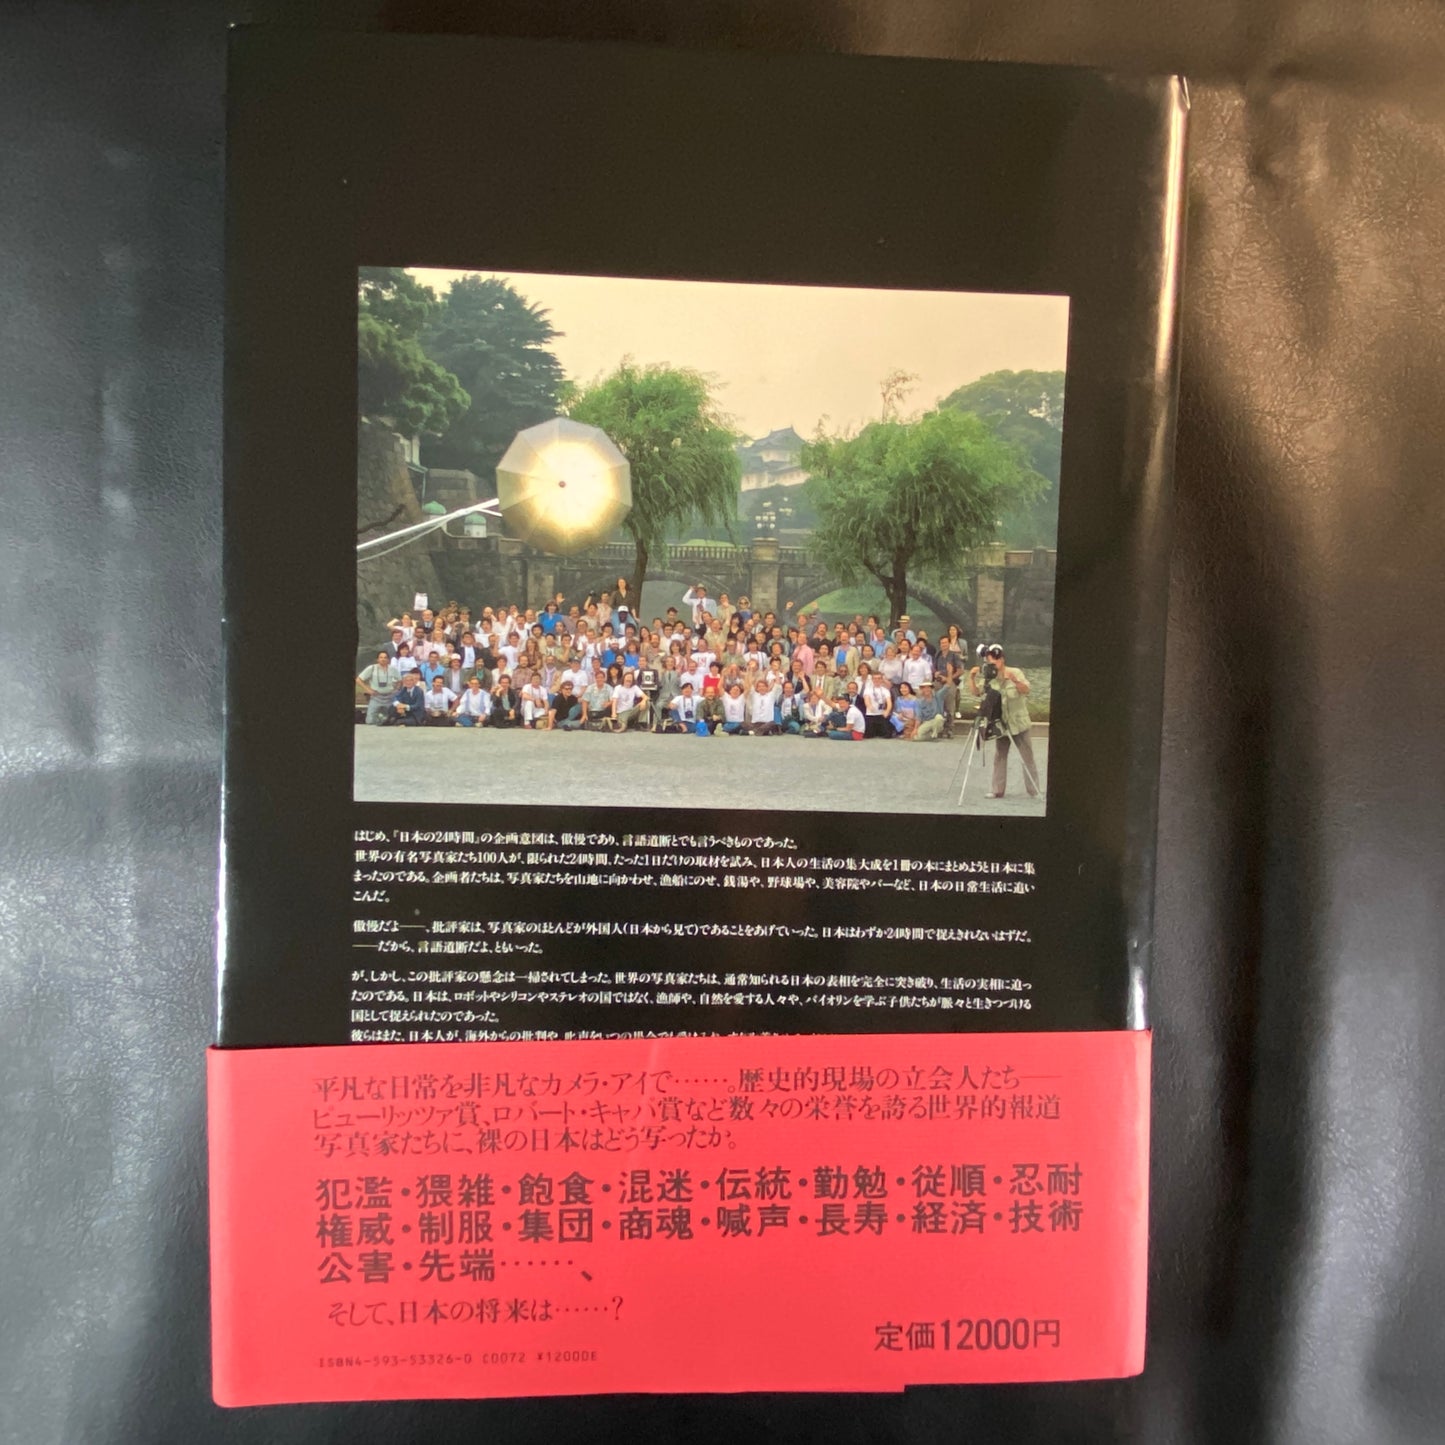 はじめ、『日本の24時間』の企画意図は、傲慢であり、言語道断とでも言うべきものであった。
世界の有名写真家たち100人が、限られた24時間、たった1日だけの取材を試み、日本人の生活の集大成を1冊の本にまとめようと日本に集
まったのである。企画者たちは、写真家たちを山地に向かわせ、漁船にのせ、銭湯や、野球場や、美容院やバーなど、日本の日常生活に追い
こんだ。
傲慢だよ——、批評家は、写真家のほとんどが外国人(日本から見て)であることをあげていった。日本はわずか24時間で捉えきれないはずだ。
——だから、言語道断だよ、ともいった。
が、しかし、この批評家の懸念は一掃されてしまった。世界の写真家たちは、通常知られる日本の表相を完全に突き破り、生活の実相に迫っ
たのである。日本は、ロボットやシリコンやステレオの国ではなく、漁師や、自然を愛する人々や、バイオリンを学ぶ子供たちが脈々と生きつづける
国として捉えられたのであった。
彼らはまた、日本人が、海外からの批判や
平凡な日常を非凡なカメラ・アイで……。歴史的現場の立会人たち——
ピューリッツァ賞、ロバート・キャパ賞など数々の栄誉を誇る世界的報道
写真家たちに、裸の日本はどう写ったか。
犯濫・猥雑・飽食・混迷・伝統・勤勉・従順・忍耐
権威・制服・集団・商魂・喊声・長寿・経済・技術
公害・先端……、
そして、日本の将来は……?
定価12000円
ISBN4-593-53326-0 C0072 ¥12000E